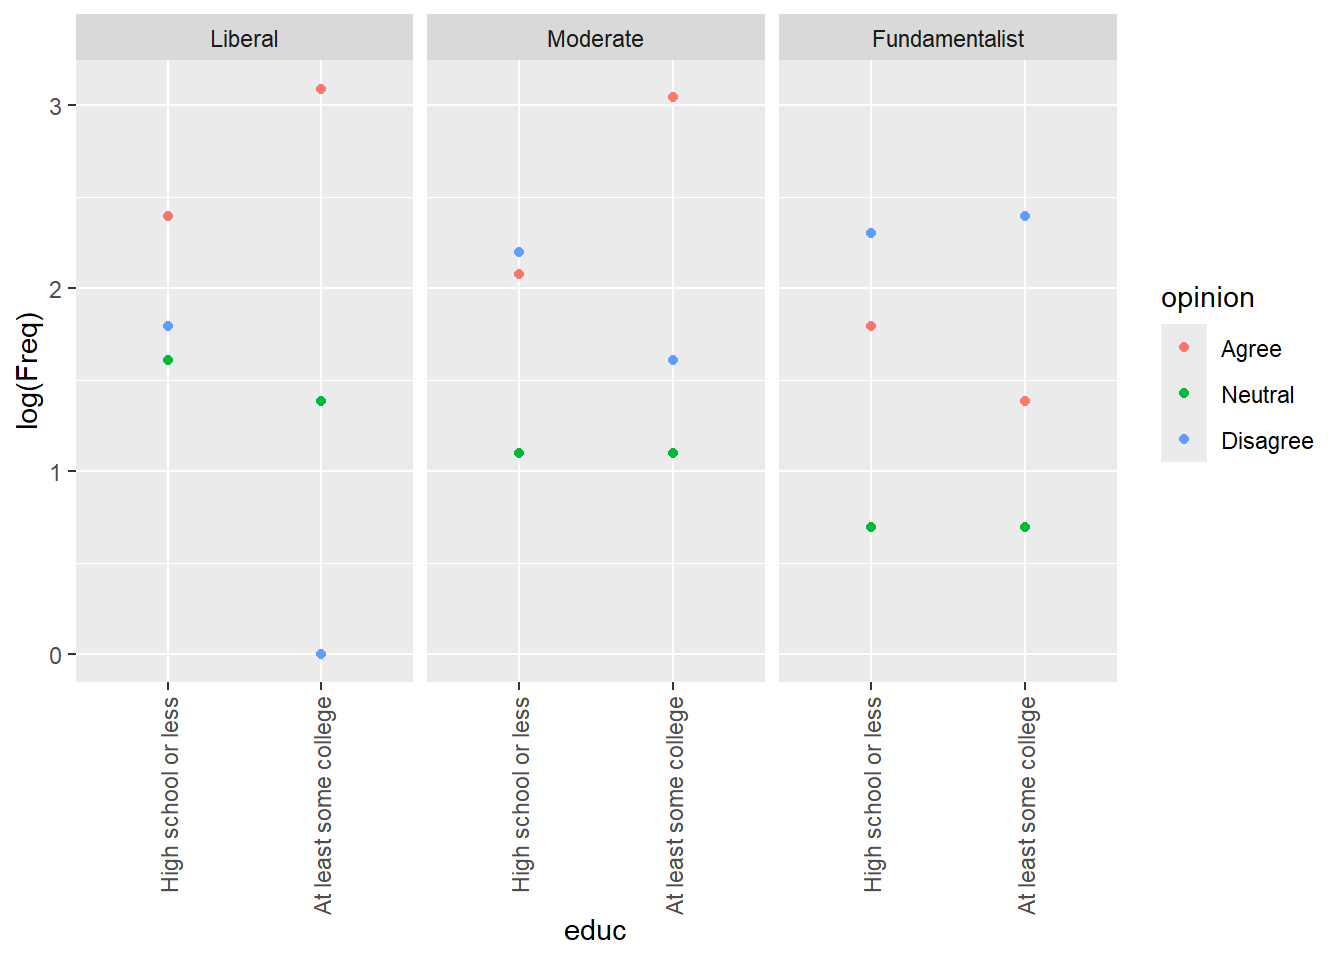 Liberal
Moderate
Fundamentalist
3
2
1
0
log(Freq)
High school or less
At least some college
High school or less
At least some college
High school or less
At least some college
educ
opinion
Agree
Neutral
Disagree